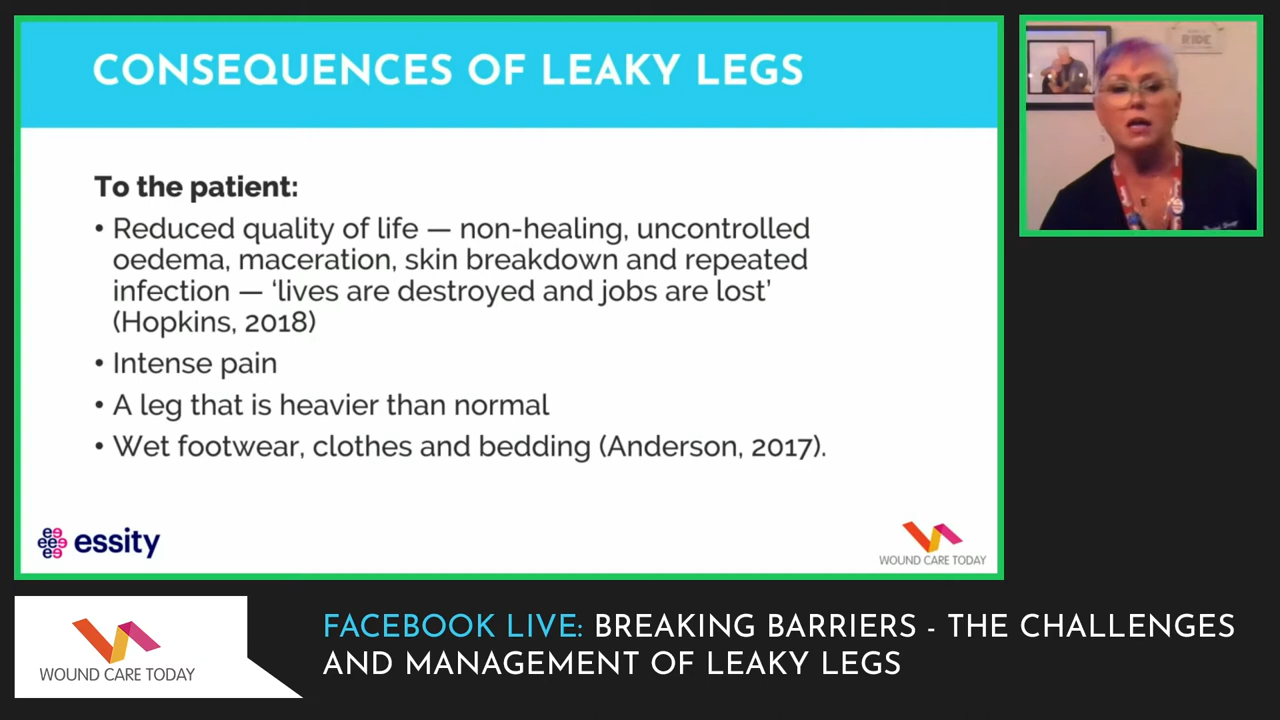 CONSEQUENCES OF LEAKY LEGS
To the patient:
• Reduced quality of life — non-healing, uncontrolled
oedema, maceration, skin breakdown and repeated
infection — ‘lives are destroyed and jobs are lost’
(Hopkins, 2018)
• Intense pain
• A leg that is heavier than normal
• Wet footwear, clothes and bedding (Anderson, 2017).
essity
WOUND CARE TODAY
RIDE
WOUND CARE TODAY
FACEBOOK LIVE: BREAKING BARRIERS - THE CHALLENGES
AND MANAGEMENT OF LEAKY LEGS